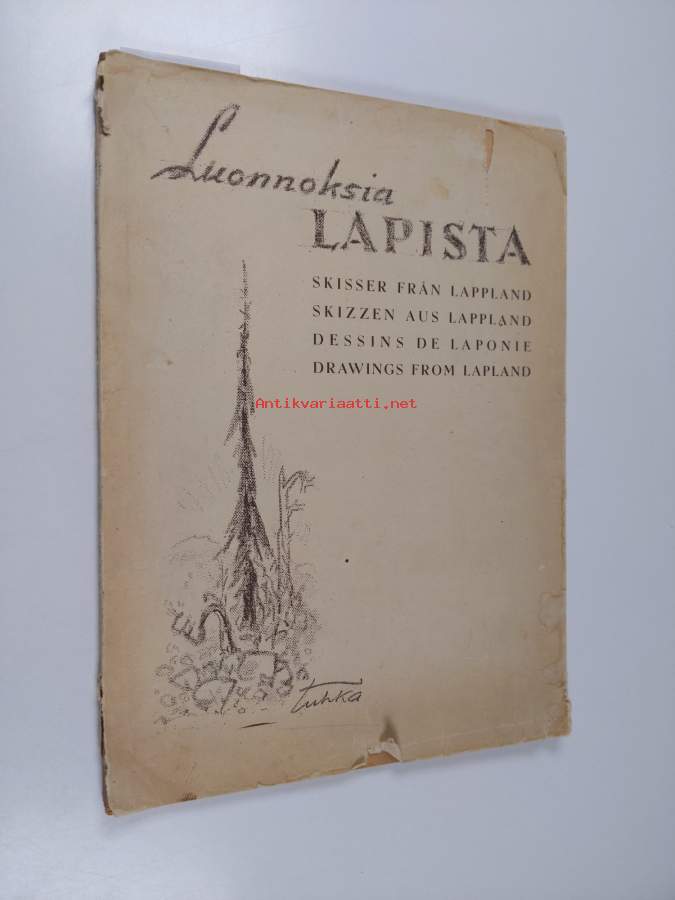 Luonnoksia
LAPISTA
SKISSER FRÅN LAPPLAND
SKIZZEN AUS LAPPLAND
DESSINS DE LAPONIE
DRAWINGS FROM LAPLAND
Antikvariaatti.net
Tuhka